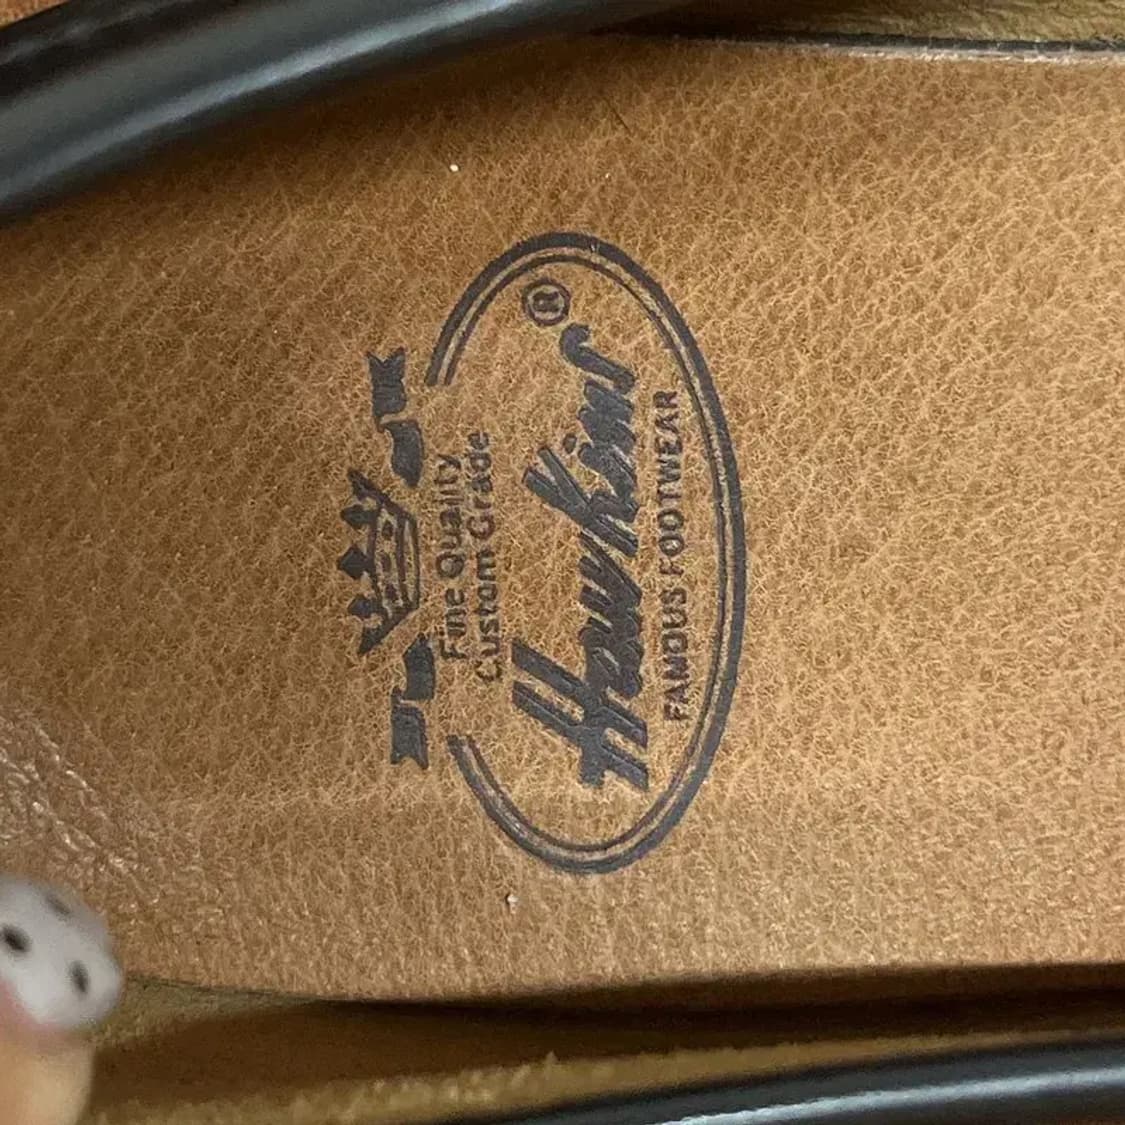 Fine Quality
Custom Grade
Hawkins®
FAMOUS FOOTWEAR